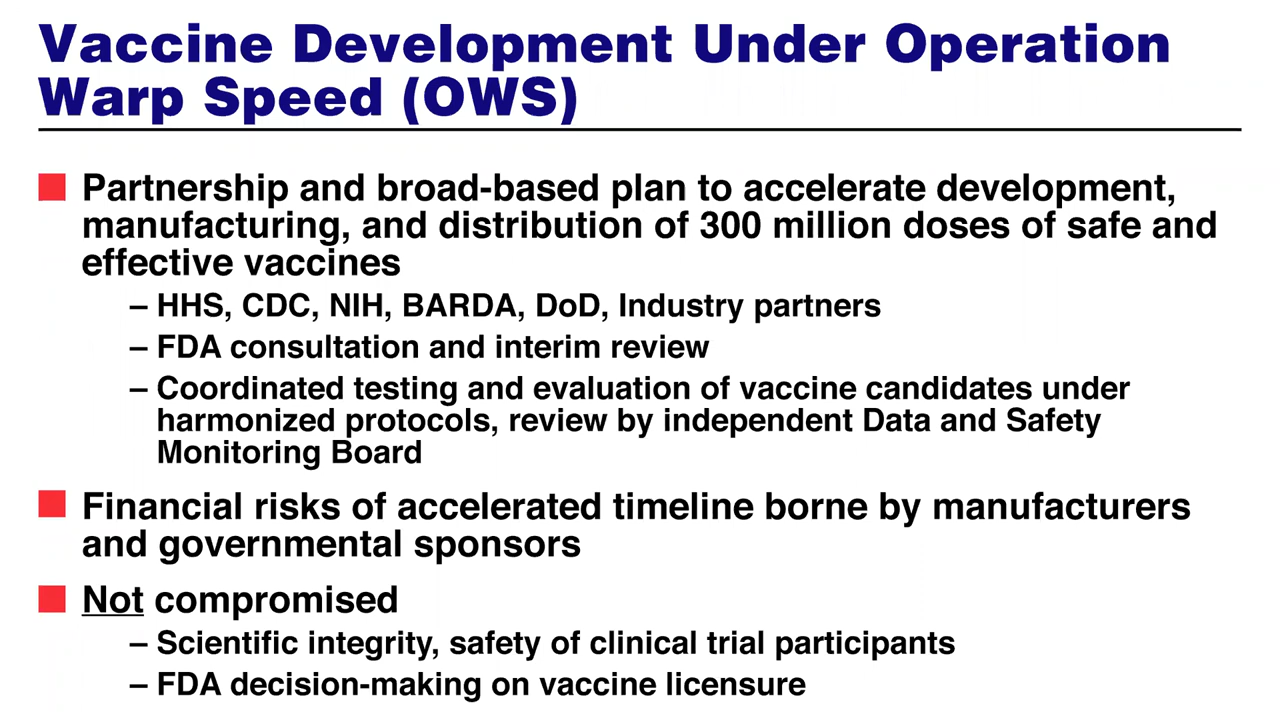 Vaccine Development Under Operation
Warp Speed (OWS)
Partnership and broad-based plan to accelerate development,
manufacturing, and distribution of 300 million doses of safe and
effective vaccines
– HHS, CDC, NIH, BARDA, DoD, Industry partners
– FDA consultation and interim review
– Coordinated testing and evaluation of vaccine candidates under
harmonized protocols, review by independent Data and Safety
Monitoring Board
Financial risks of accelerated timeline borne by manufacturers
and governmental sponsors
Not compromised
– Scientific integrity, safety of clinical trial participants
– FDA decision-making on vaccine licensure